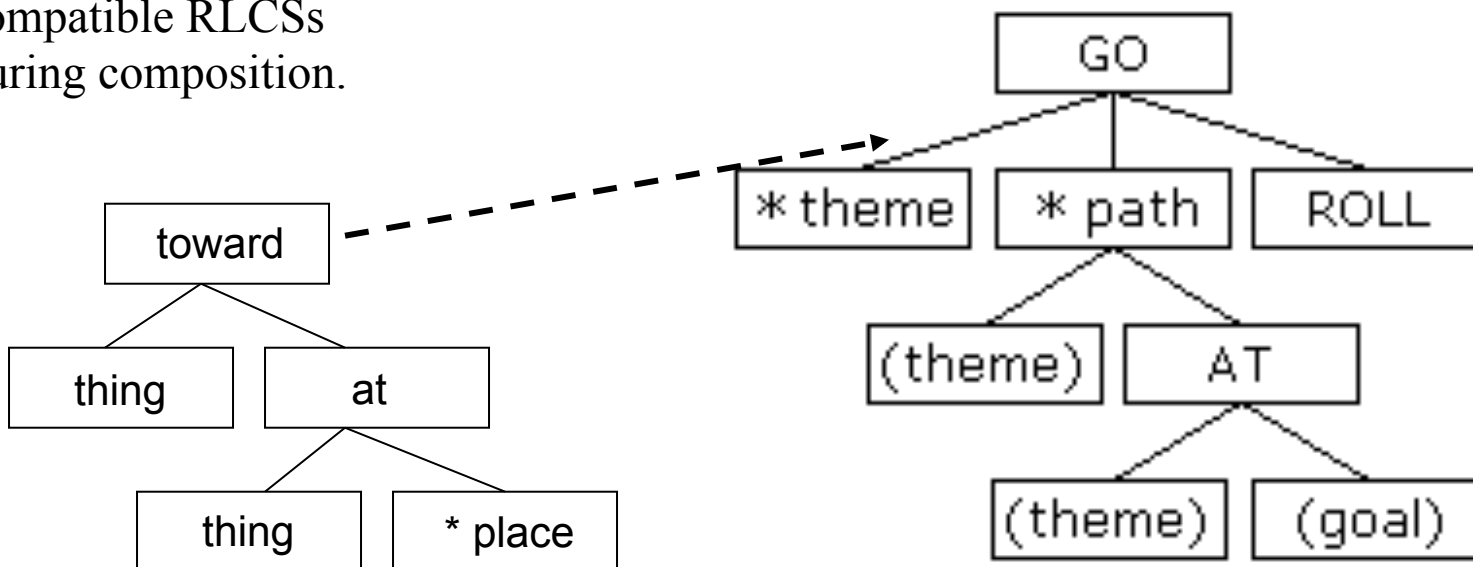 ompatible RLCSs
uring composition.
GO
* theme
* path
ROLL
(theme)
AT
(theme)
(goal)
toward
thing
at
thing
* place